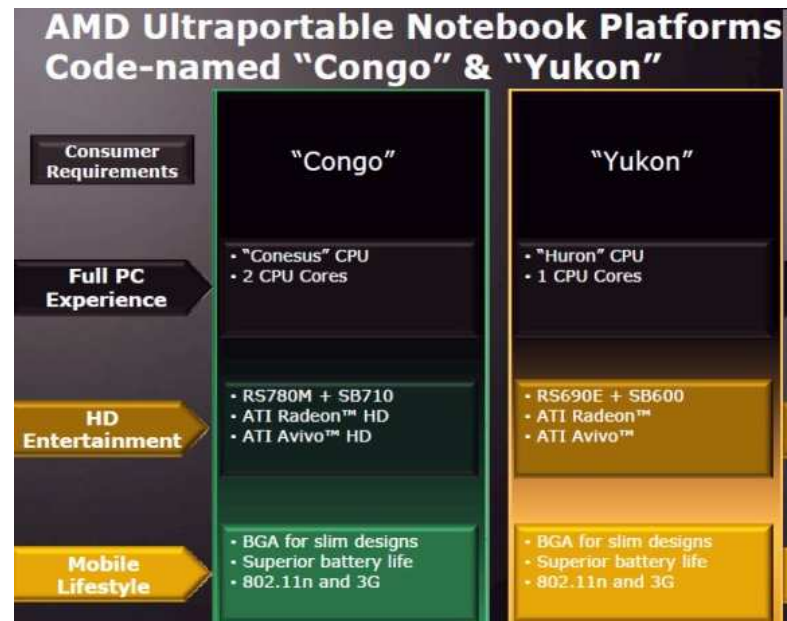 AMD Ultraportable Notebook Platforms
Code-named “Congo” & “Yukon”
Consumer
Requirements
“Congo”
“Yukon”
Full PC
Experience
· “Conesus” CPU
· 2 CPU Cores
· “Huron” CPU
· 1 CPU Cores
HD
Entertainment
· RS780M + SB710
· ATI Radeon™ HD
· ATI Avivo™ HD
· RS690E + SB600
· ATI Radeon™
· ATI Avivo™
Mobile
Lifestyle
· BGA for slim designs
· Superior battery life
· 802.11n and 3G
· BGA for slim designs
· Superior battery life
· 802.11n and 3G